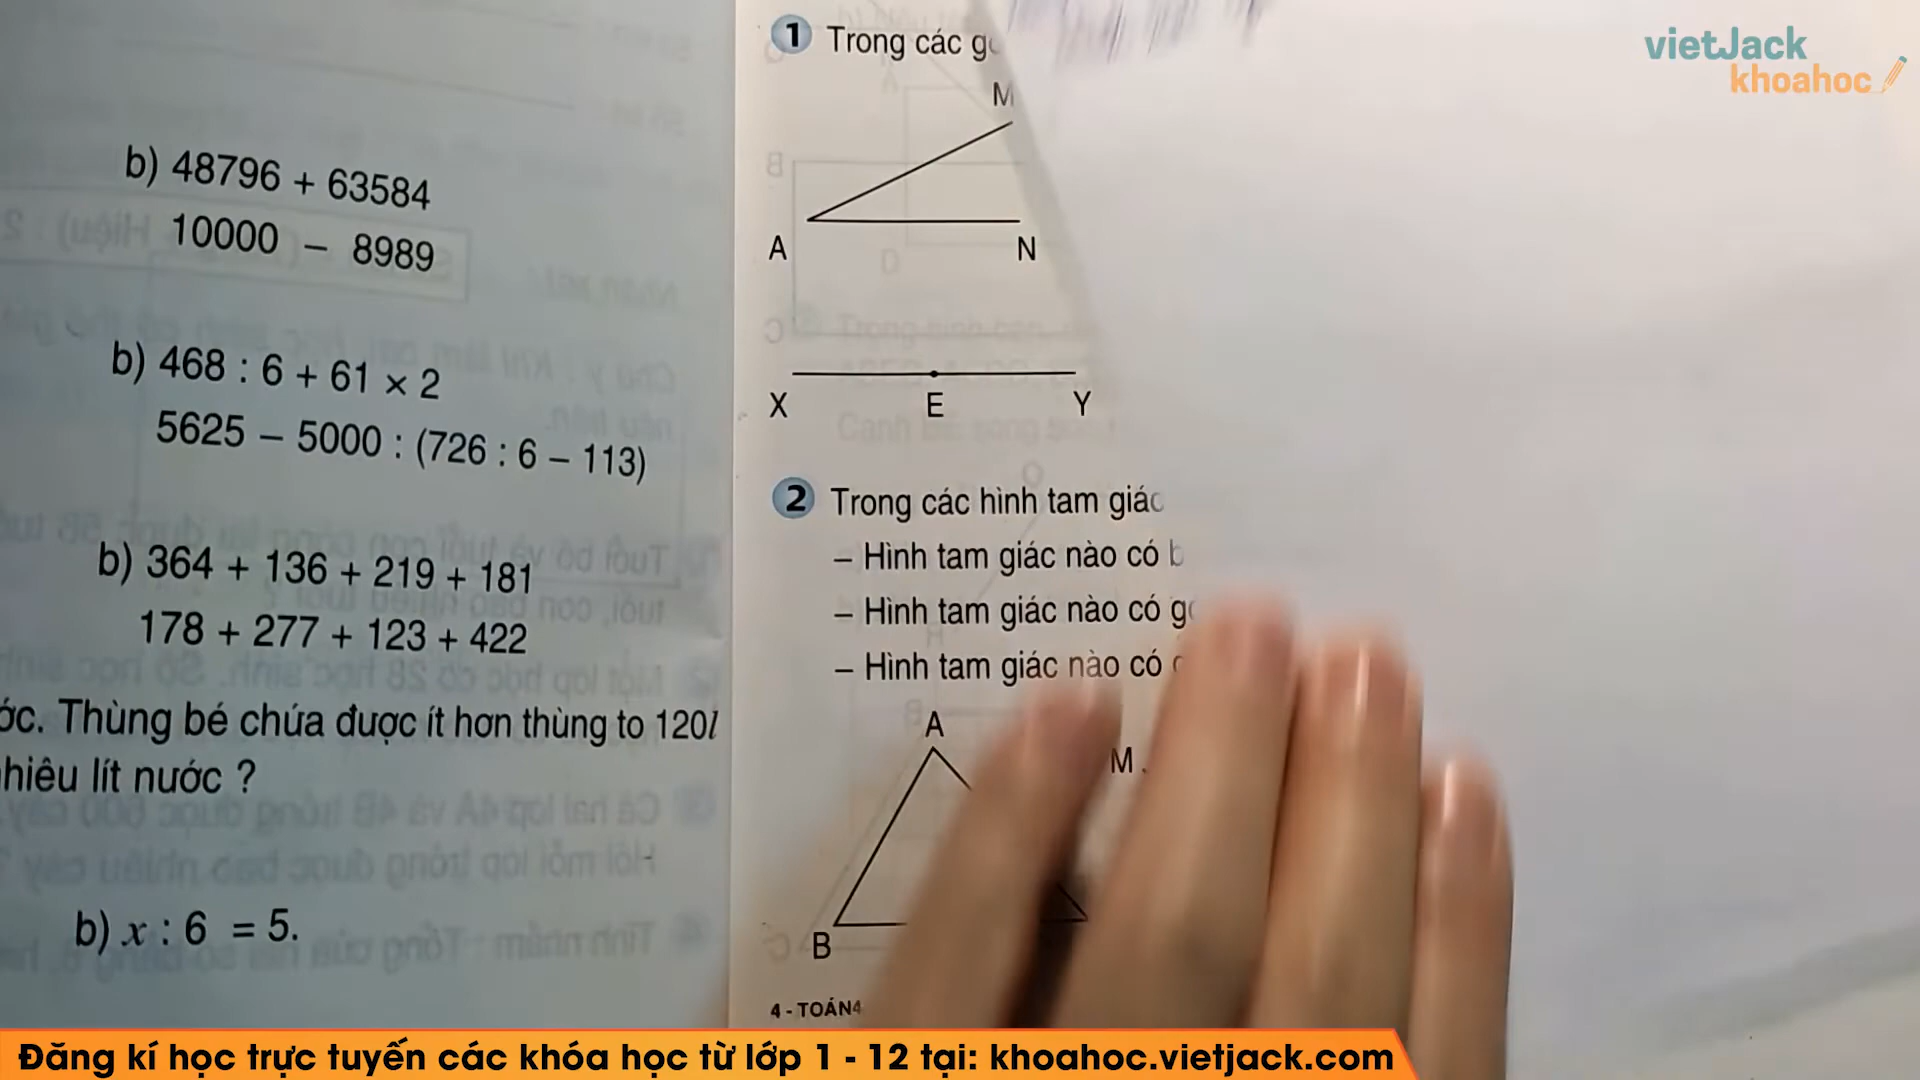 vietJack
khoahoc
b) 48796 + 63584
10000 – 8989
b) 468 : 6 + 61 × 2
5625 – 5000 : (726 : 6 – 113)
b) 364 + 136 + 219 + 181
178 + 277 + 123 + 422
Thùng bé chứa được ít hơn thùng to 120l
lít nước ?
b) x : 6 = 5.
1 Trong các
M
A N
X E Y
2 Trong các hình tam giác
– Hình tam giác nào có
– Hình tam giác nào có
– Hình tam giác nào có
A
M
B
4 - TOÁN4
Đăng kí học trực tuyến các khóa học từ lớp 1 - 12 tại: khoahoc.vietjack.com